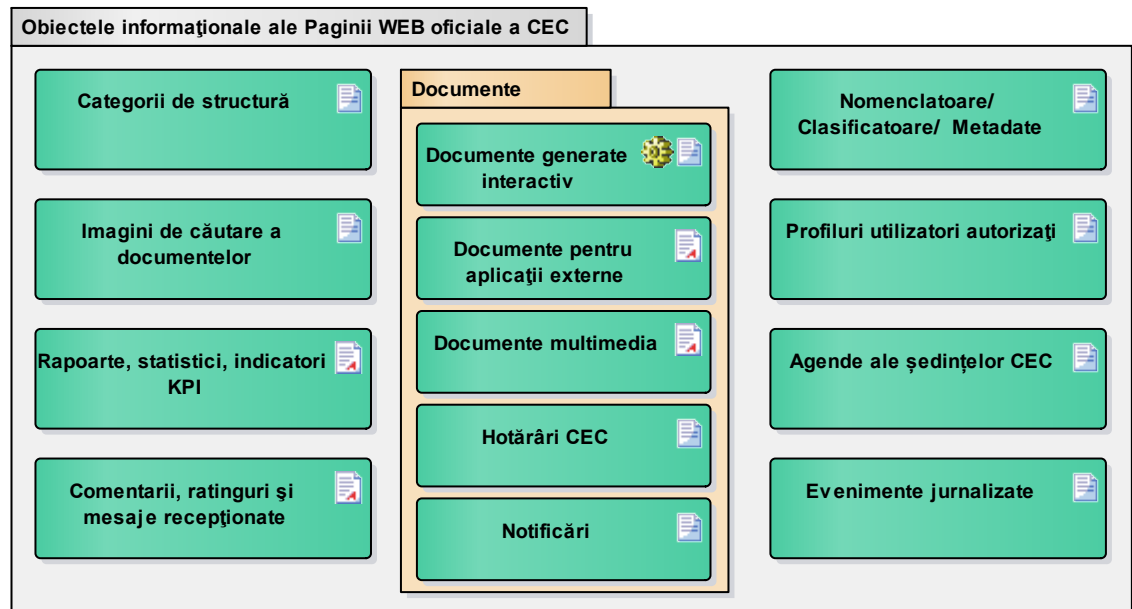 Obiectele informaţionale ale Paginii WEB oficiale a CEC
Categorii de structură
Imagini de căutare a
documentelor
Rapoarte, statistici, indicatori
KPI
Comentarii, ratinguri şi
mesaje recepţionate
Documente
Documente generate
interactiv
Documente pentru
aplicaţii externe
Documente multimedia
Hotărâri CEC
Notificări
Nomenclatoare/
Clasificatoare/ Metadate
Profiluri utilizatori autorizaţi
Agende ale ședințelor CEC
Evenimente jurnalizate